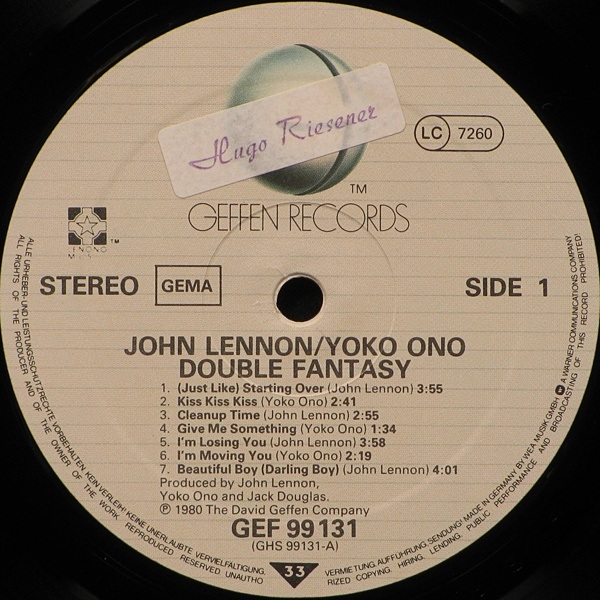 Hugo Riesener
LC 7260
TM
GEFFEN RECORDS
TM
STEREO GEMA
SIDE 1
JOHN LENNON/YOKO ONO
DOUBLE FANTASY
1. (Just Like) Starting Over (John Lennon) 3:55
2. Kiss Kiss Kiss (Yoko Ono) 2:41
3. Cleanup Time (John Lennon) 2:55
4. Give Me Something (Yoko Ono) 1:34
5. I'm Losing You (John Lennon) 3:58
6. I'm Moving You (Yoko Ono) 2:19
7. Beautiful Boy (Darling Boy) (John Lennon) 4:01
Produced by John Lennon,
Yoko Ono and Jack Douglas.
℗ 1980 The David Geffen Company
GEF 99131
(GHS 99131-A)
33
ALLE URHEBER- UND LEISTUNGSSCHUTZRECHTE VORBEHALTEN. KEIN VERLEIH! KEINE UNERLAUBTE VERVIELFALTIGUNG, VERMIETUNG, AUFFÜHRUNG, SENDUNG! MADE IN GERMANY BY WEA MUSIK GMBH A WARNER COMMUNICATIONS COMPANY
ALL RIGHTS OF THE PRODUCER AND OF THE OWNER OF THE WORK REPRODUCED RESERVED. UNAUTHO RIZED COPYING, HIRING, LENDING, PUBLIC PERFORMANCE AND BROADCASTING OF THIS RECORD PROHIBITED!